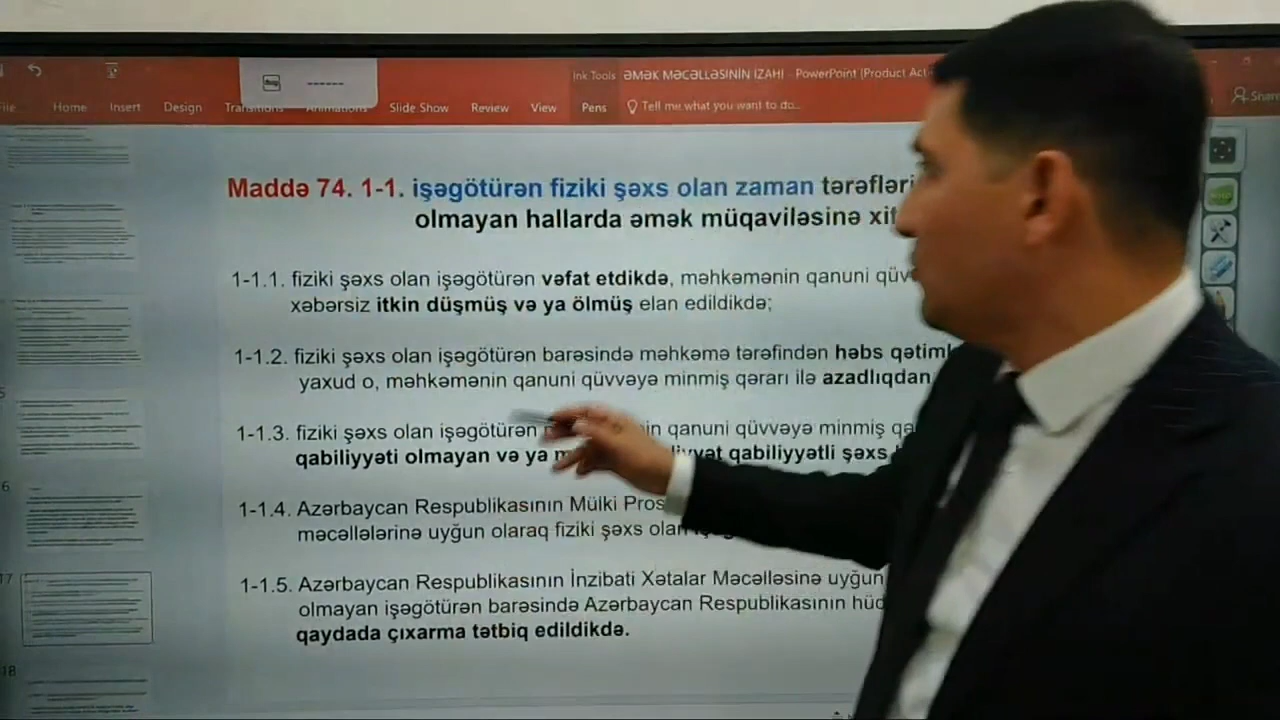 Ink Tools ƏMƏK MƏCƏLLƏSİNİN İZAHI - PowerPoint (Product Act
File Home Insert Design Transitions Animations Slide Show Review View Pens Tell me what you want to do... Share
Maddə 74. 1-1. işəgötürən fiziki şəxs olan zaman tərəfləri
olmayan hallarda əmək müqaviləsinə xit
1-1.1. fiziki şəxs olan işəgötürən vəfat etdikdə, məhkəmənin qanuni qüv
xəbərsiz itkin düşmüş və ya ölmüş elan edildikdə;
1-1.2. fiziki şəxs olan işəgötürən barəsində məhkəmə tərəfindən həbs qətim
yaxud o, məhkəmənin qanuni qüvvəyə minmiş qərarı ilə azadlıqdan
1-1.3. fiziki şəxs olan işəgötürən qanuni qüvvəyə minmiş qə
qabiliyyəti olmayan və ya qabiliyyətli şəxs
1-1.4. Azərbaycan Respublikasının Mülki Pros
məcəllələrinə uyğun olaraq fiziki şəxs olan
1-1.5. Azərbaycan Respublikasının İnzibati Xətalar Məcəlləsinə uyğun
olmayan işəgötürən barəsində Azərbaycan Respublikasının hüd
qaydada çıxarma tətbiq edildikdə.
6
17
18